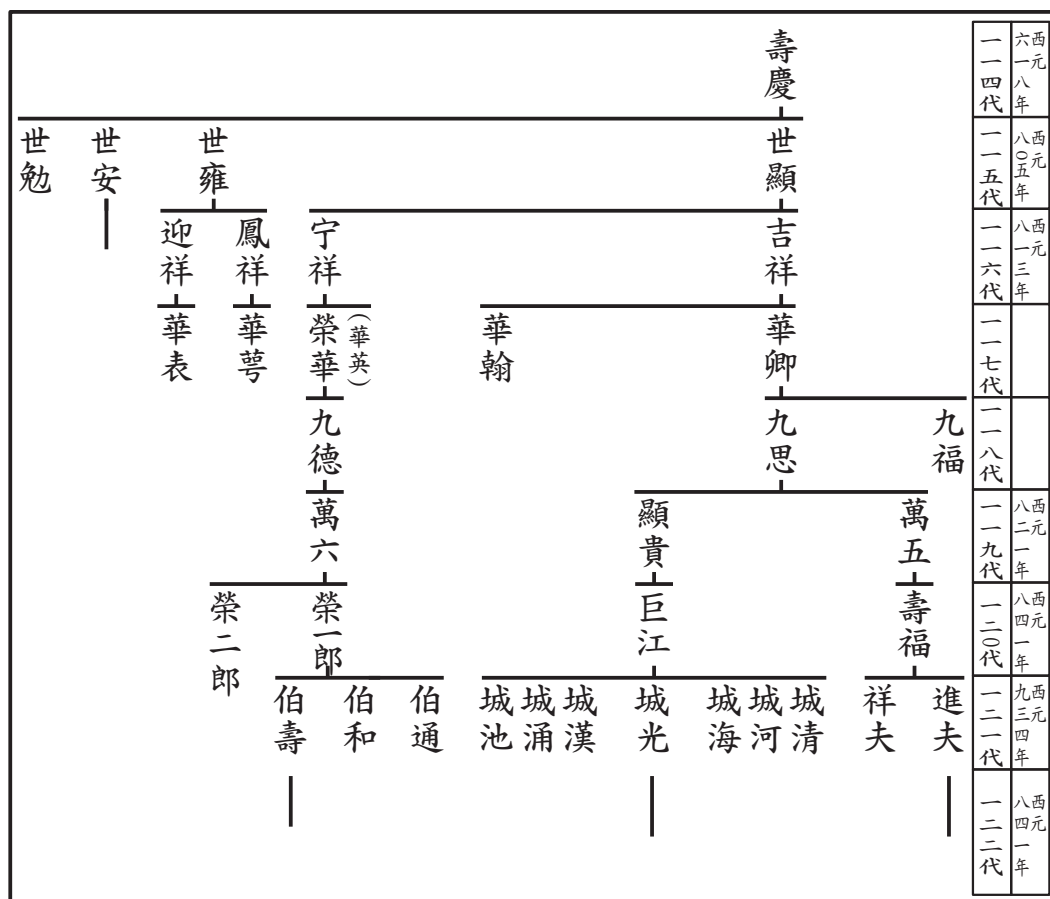 西元六一八年
一一四代
壽慶
西元八〇五年
一一五代
世顯
世雍
世安
世勉
西元八一三年
一一六代
吉祥
宁祥
鳳祥
迎祥
一一七代
華卿
華翰
(華英)
榮華
華萼
華表
一一八代
九福
九思
九德
西元八二一年
一一九代
萬五
顯貴
萬六
西元八四一年
一二〇代
壽福
巨江
榮一郎
榮二郎
西元九三四年
一二一代
進夫
祥夫
城清
城河
城海
城光
城漢
城涌
城池
伯通
伯和
伯壽
西元八四一年
一二二代